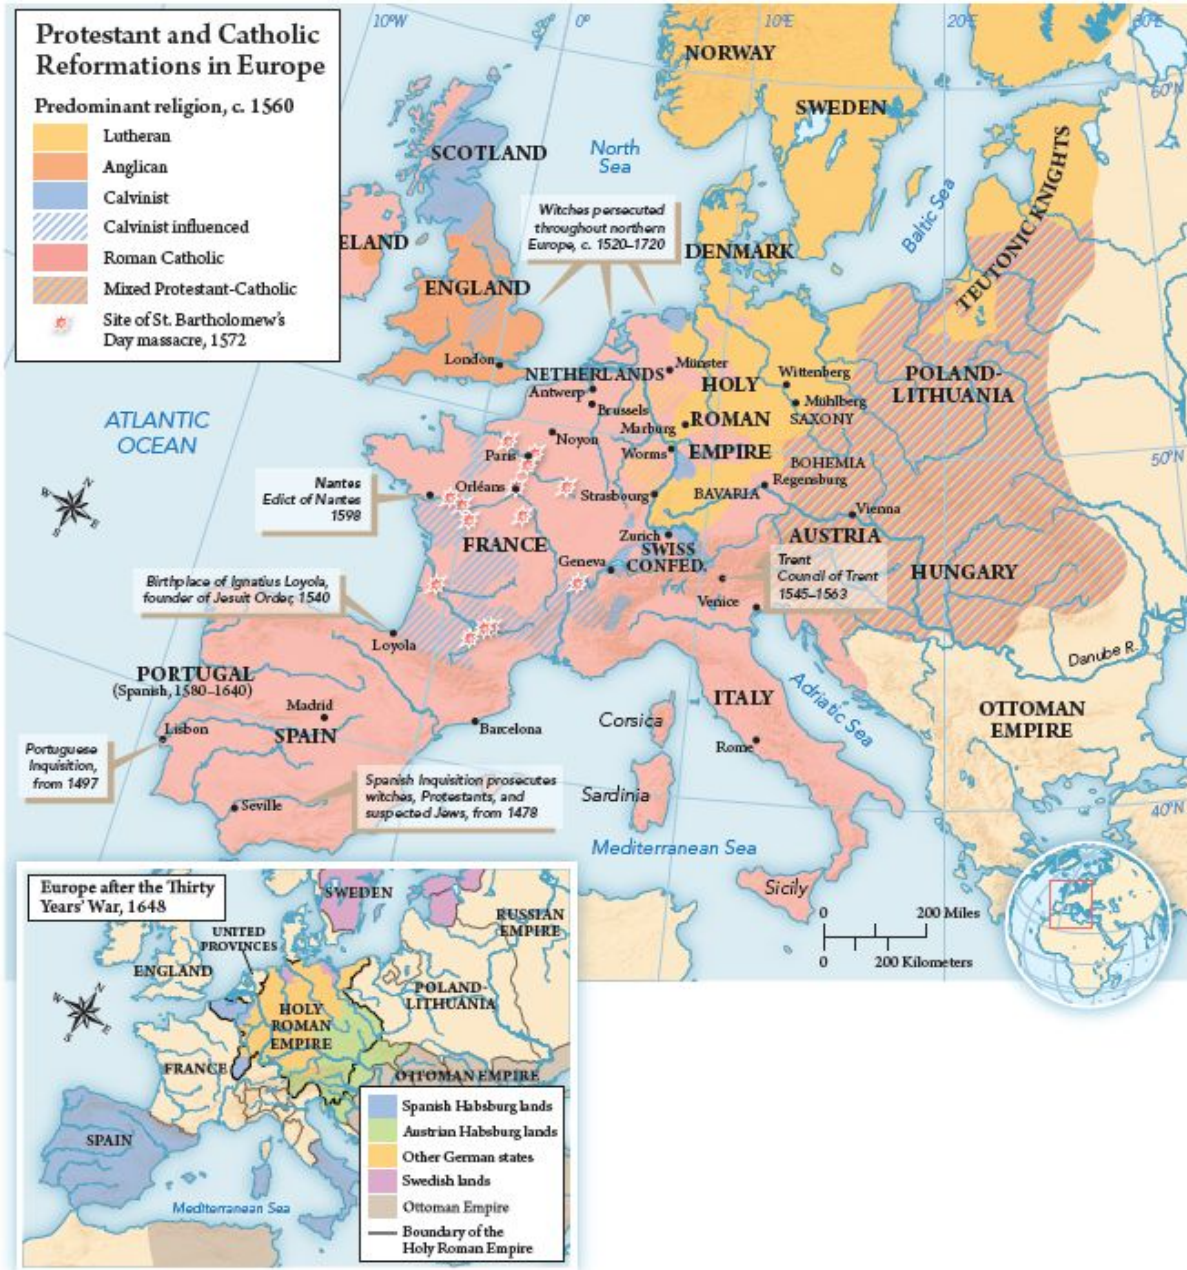 Protestant and Catholic
Reformations in Europe
Predominant religion, c. 1560
Lutheran
Anglican
Calvinist
Calvinist influenced
Roman Catholic
Mixed Protestant-Catholic
Site of St. Bartholomew's
Day massacre, 1572
10°W
0°
10°E
20°E
30°E
60°N
50°N
40°N
NORWAY
SWEDEN
North
Sea
SCOTLAND
Baltic Sea
TEUTONIC KNIGHTS
Witches persecuted
throughout northern
Europe, c. 1520–1720
ELAND
DENMARK
ENGLAND
London
NETHERLANDS
Münster
Antwerp
Brussels
HOLY
ROMAN
EMPIRE
Wittenberg
Mühlberg
SAXONY
POLAND-
LITHUANIA
ATLANTIC
OCEAN
Noyon
Marburg
Worms
Paris
BOHEMIA
Regensburg
Nantes
Edict of Nantes
1598
Orléans
Strasbourg
BAVARIA
Vienna
FRANCE
Zurich
SWISS
CONFED.
AUSTRIA
Geneva
Trent
Council of Trent
1545–1563
HUNGARY
Birthplace of Ignatius Loyola,
founder of Jesuit Order, 1540
Venice
Loyola
Danube R.
PORTUGAL
(Spanish, 1580–1640)
ITALY
Adriatic Sea
OTTOMAN
EMPIRE
Madrid
Lisbon
SPAIN
Barcelona
Corsica
Rome
Portuguese
Inquisition,
from 1497
Seville
Spanish Inquisition prosecutes
witches, Protestants, and
suspected Jews, from 1478
Sardinia
Mediterranean Sea
Sicily
0 200 Miles
0 200 Kilometers
Europe after the Thirty
Years' War, 1648
SWEDEN
RUSSIAN
EMPIRE
UNITED
PROVINCES
ENGLAND
POLAND-
LITHUANIA
HOLY
ROMAN
EMPIRE
FRANCE
OTTOMAN EMPIRE
SPAIN
Mediterranean Sea
Spanish Habsburg lands
Austrian Habsburg lands
Other German states
Swedish lands
Ottoman Empire
Boundary of the
Holy Roman Empire
N
E
S
W
N
E
S
W